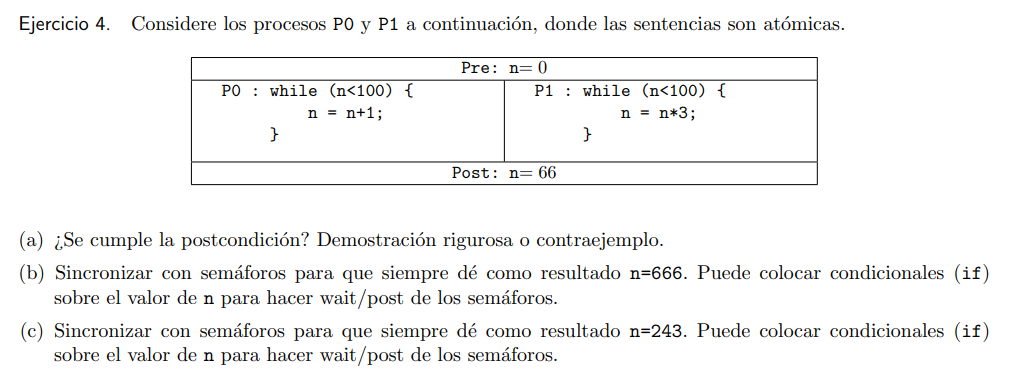 Ejercicio 4. Considere los procesos P0 y P1 a continuación, donde las sentencias son atómicas.
Pre: n= 0
P0 : while (n<100) {
n = n+1;
}
P1 : while (n<100) {
n = n*3;
}
Post: n= 66
(a) ¿Se cumple la postcondición? Demostración rigurosa o contraejemplo.
(b) Sincronizar con semáforos para que siempre dé como resultado n=666. Puede colocar condicionales (if)
sobre el valor de n para hacer wait/post de los semáforos.
(c) Sincronizar con semáforos para que siempre dé como resultado n=243. Puede colocar condicionales (if)
sobre el valor de n para hacer wait/post de los semáforos.